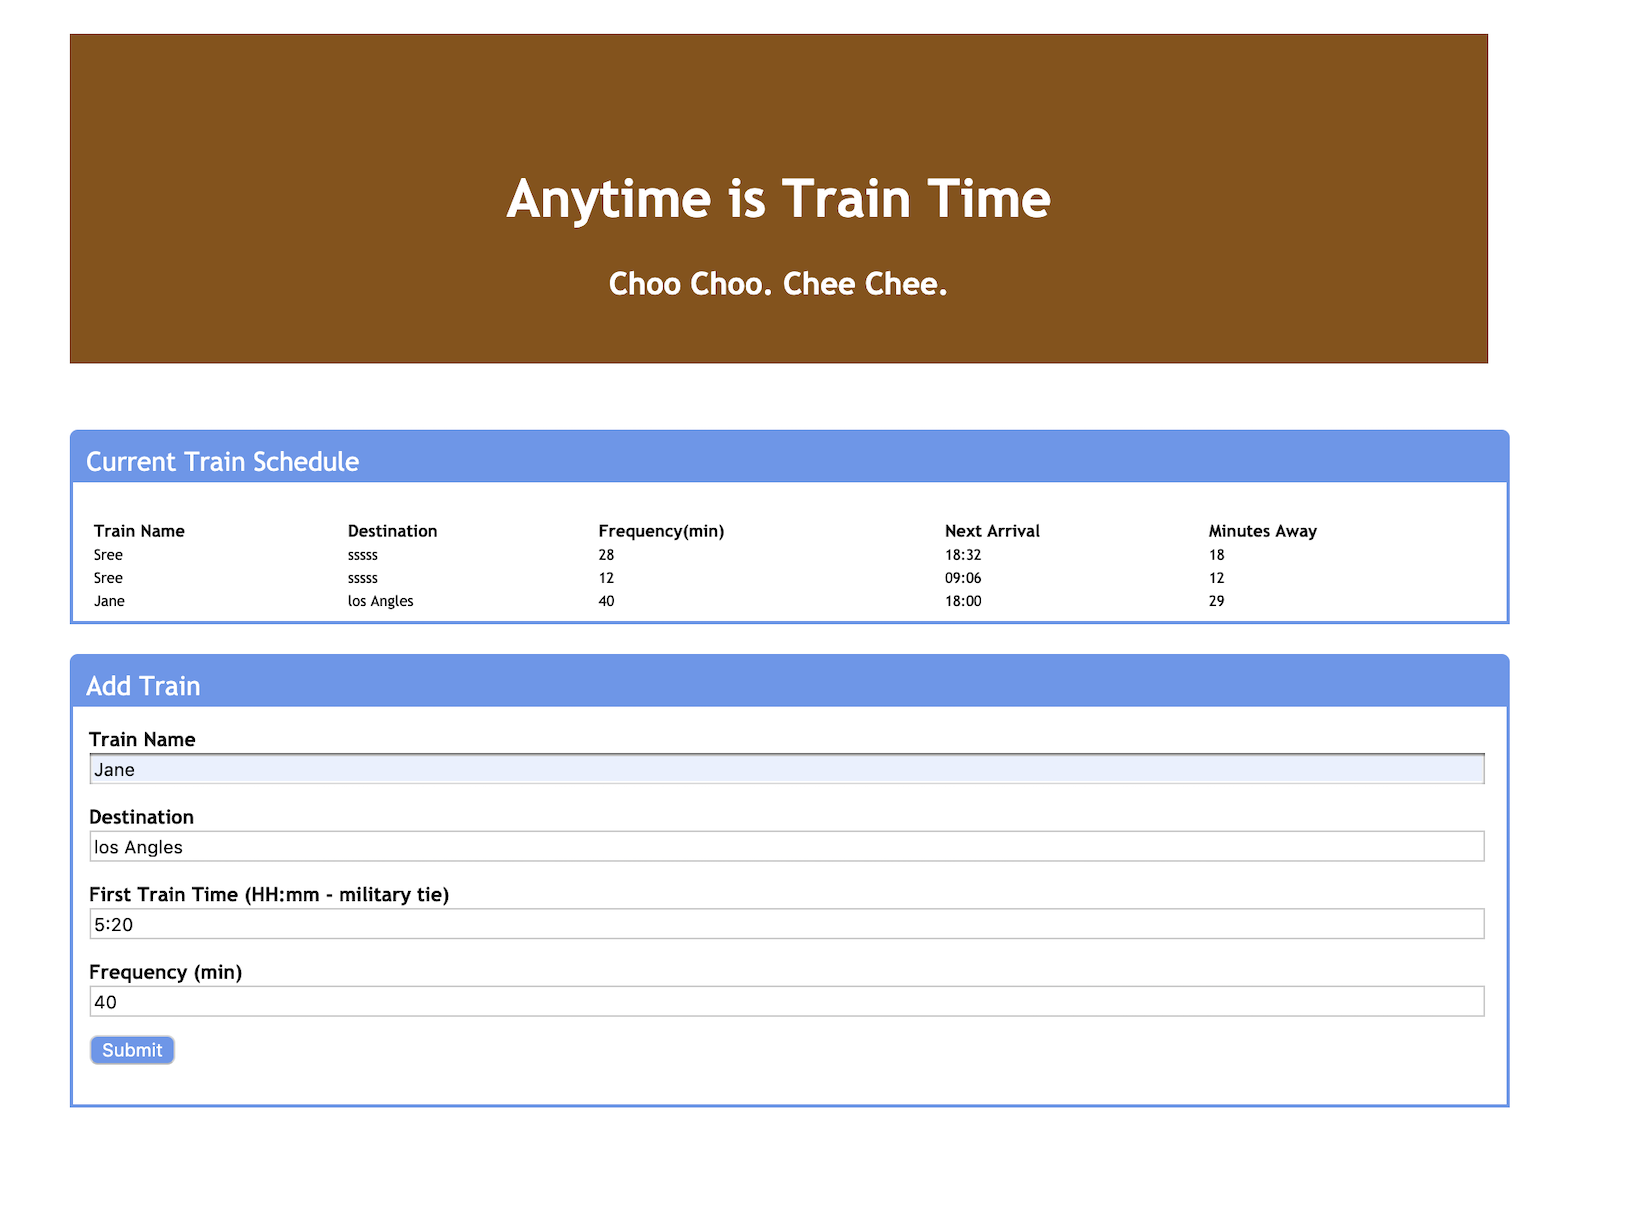 Anytime is Train Time
Choo Choo. Chee Chee.
Current Train Schedule
Train Name Destination Frequency(min) Next Arrival Minutes Away
Sree sssss 28 18:32 18
Sree sssss 12 09:06 12
Jane los Angles 40 18:00 29
Add Train
Train Name
Jane
Destination
los Angles
First Train Time (HH:mm - military tie)
5:20
Frequency (min)
40
Submit